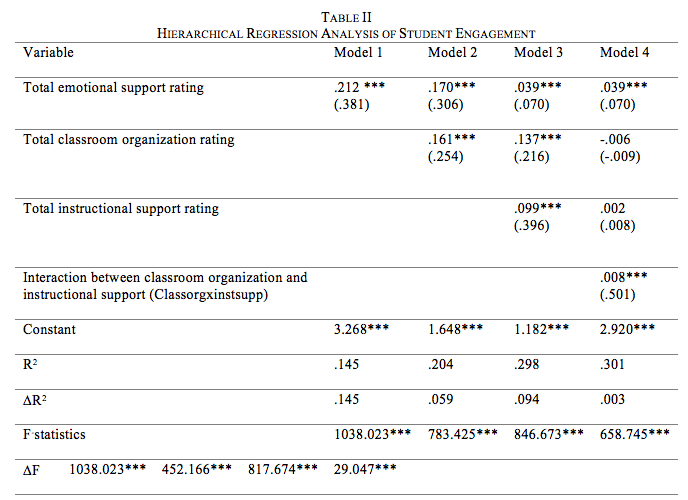 TABLE II
HIERARCHICAL REGRESSION ANALYSIS OF STUDENT ENGAGEMENT
Variable Model 1 Model 2 Model 3 Model 4
Total emotional support rating .212 *** .170*** .039*** .039***
(.381) (.306) (.070) (.070)
Total classroom organization rating .161*** .137*** -.006
(.254) (.216) (-.009)
Total instructional support rating .099*** .002
(.396) (.008)
Interaction between classroom organization and .008***
instructional support (Classorgxinstsupp) (.501)
Constant 3.268*** 1.648*** 1.182*** 2.920***
R² .145 .204 .298 .301
ΔR² .145 .059 .094 .003
F-statistics 1038.023*** 783.425*** 846.673*** 658.745***
ΔF 1038.023*** 452.166*** 817.674*** 29.047***